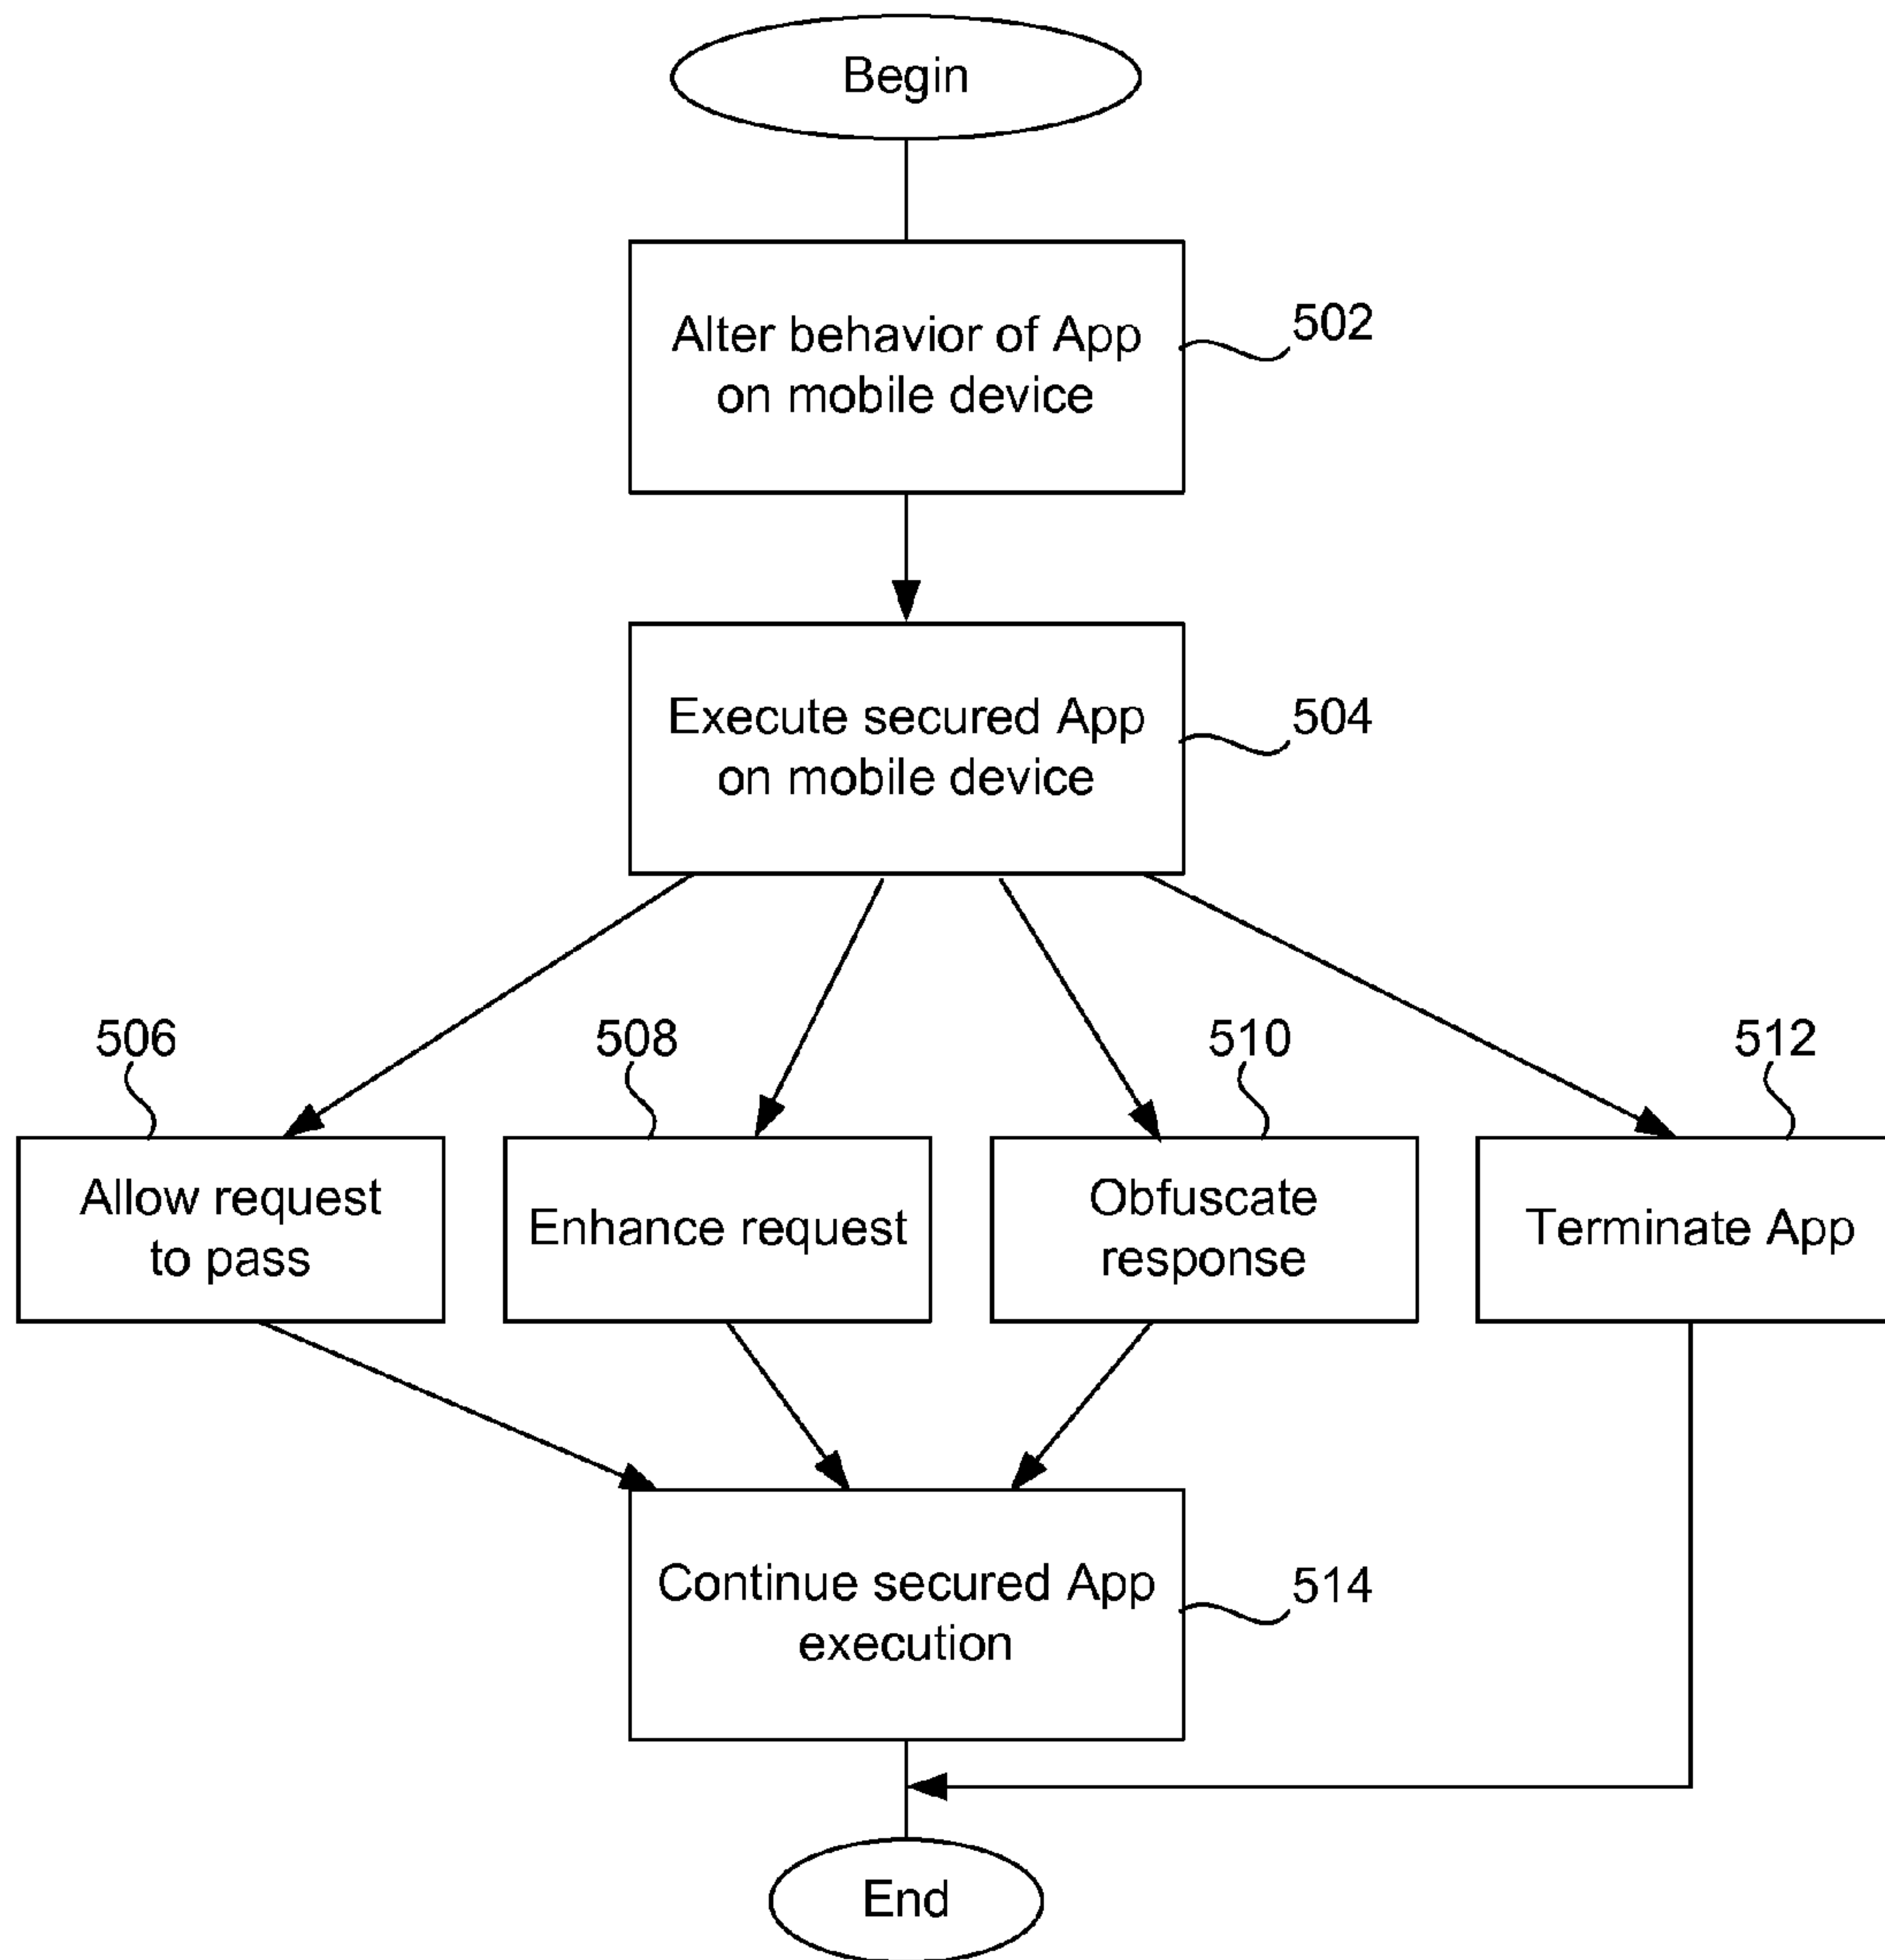 Begin
Alter behavior of App
on mobile device
502
Execute secured App
on mobile device
504
506
508
510
512
Allow request
to pass
Enhance request
Obfuscate
response
Terminate App
Continue secured App
execution
514
End